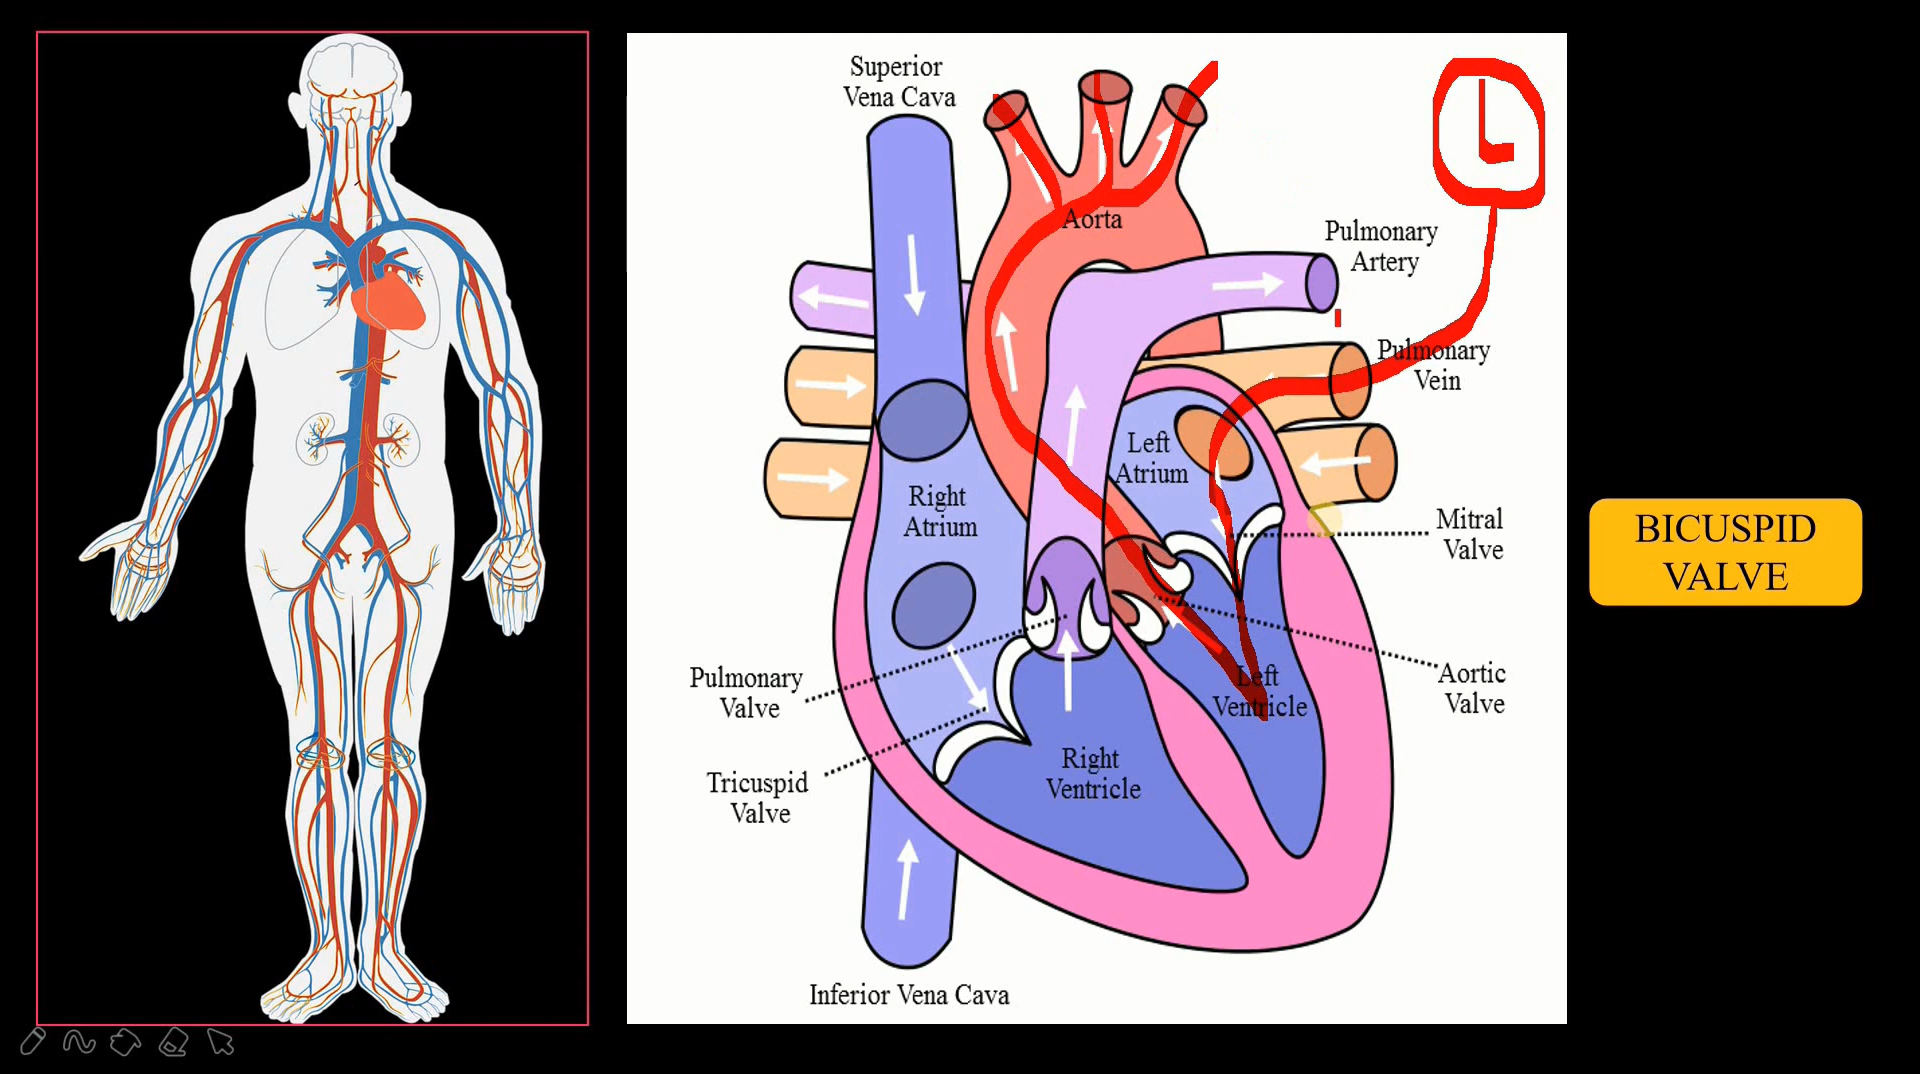 Superior
Vena Cava
L
Aorta
Pulmonary
Artery
Pulmonary
Vein
Left
Atrium
Right
Atrium
Mitral
Valve
BICUSPID
VALVE
Pulmonary
Valve
Left
Ventricle
Aortic
Valve
Tricuspid
Valve
Right
Ventricle
Inferior Vena Cava